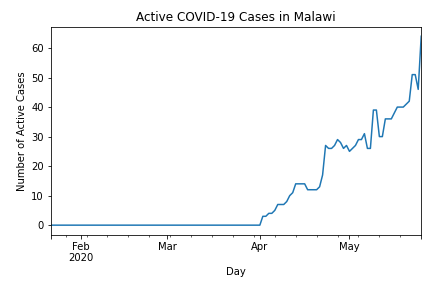 Active COVID-19 Cases in Malawi
Number of Active Cases
60
50
40
30
20
10
0
Feb Mar Apr May
2020
Day